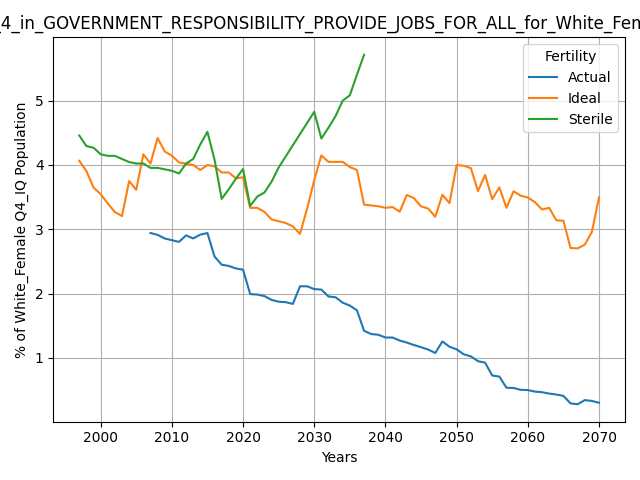 4_in_GOVERNMENT_RESPONSIBILITY_PROVIDE_JOBS_FOR_ALL_for_White_Fem
Fertility
Actual
Ideal
Sterile
% of White_Female Q4_IQ Population
5
4
3
2
1
2000 2010 2020 2030 2040 2050 2060 2070
Years